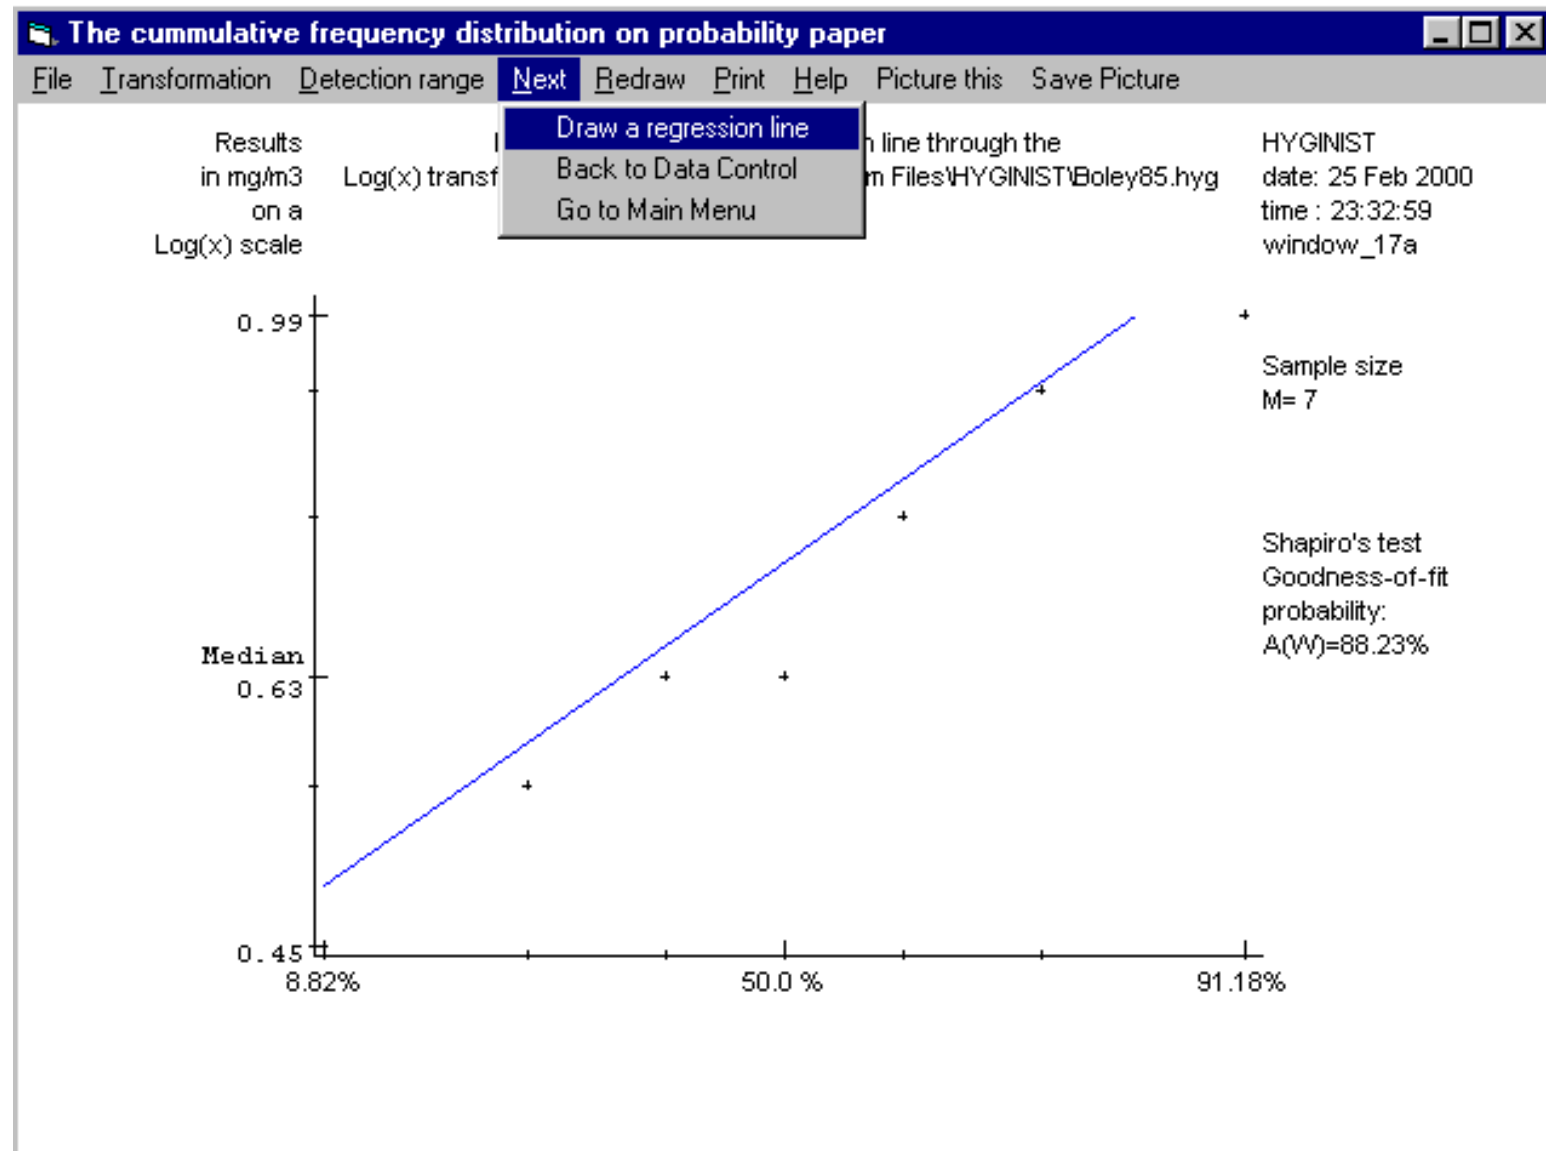 The cummulative frequency distribution on probability paper
File Transformation Detection range Next Redraw Print Help Picture this Save Picture
Draw a regression line
Back to Data Control
Go to Main Menu
Results
in mg/m3
on a
Log(x) scale
line through the
Log(x) Files\HYGINIST\Boley85.hyg
HYGINIST
date: 25 Feb 2000
time : 23:32:59
window_17a
0.99
Median
0.63
0.45
8.82% 50.0 % 91.18%
Sample size
M= 7
Shapiro's test
Goodness-of-fit
probability:
A(W)=88.23%